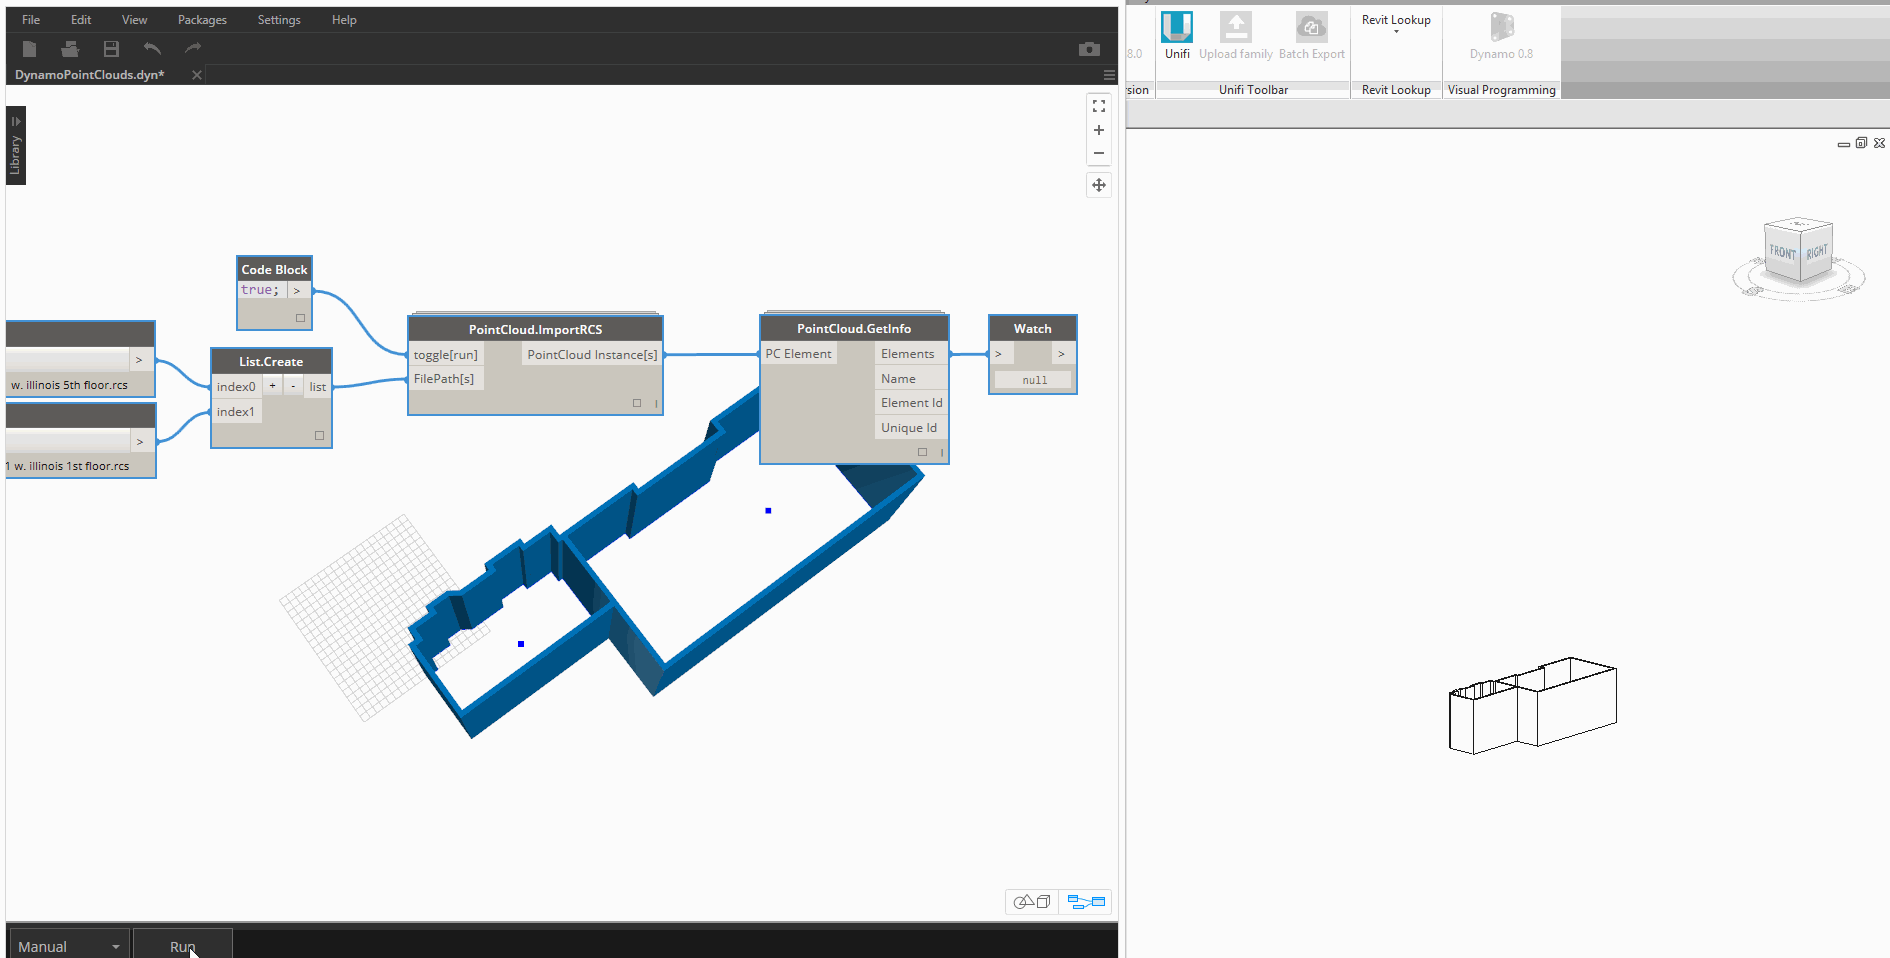 File Edit View Packages Settings Help
DynamoPointClouds.dyn*
Library
Code Block
true; >
>
w. illinois 5th floor.rcs
>
1 w. illinois 1st floor.rcs
List.Create
index0 + - list
index1
PointCloud.ImportRCS
toggle[run] PointCloud Instance[s]
FilePath[s]
PointCloud.GetInfo
PC Element Elements
Name
Element Id
Unique Id
Watch
> >
null
Manual Run
8.0
sion
Unifi Upload family Batch Export
Unifi Toolbar
Revit Lookup
Revit Lookup
Dynamo 0.8
Visual Programming
FRONT RIGHT